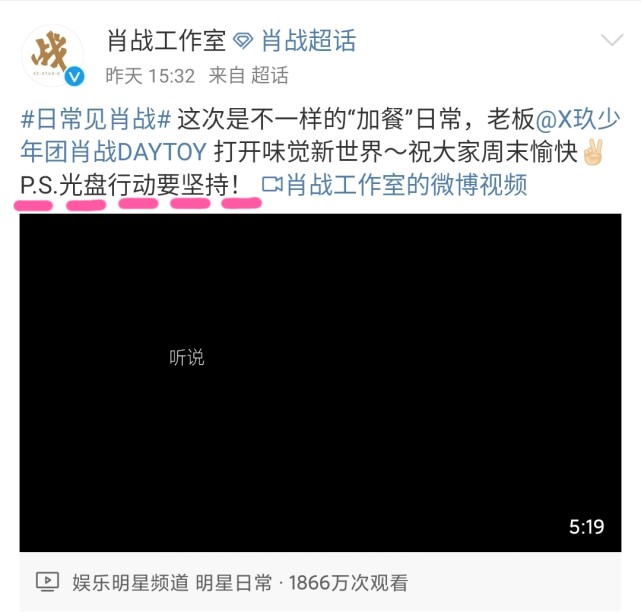 战
肖战工作室 肖战超话
昨天 15:32 来自 超话
#日常见肖战# 这次是不一样的“加餐”日常，老板@X玖少
年团肖战DAYTOY 打开味觉新世界～祝大家周末愉快✌🏻
P.S.光盘行动要坚持！ 肖战工作室的微博视频
听说
5:19
娱乐明星频道 明星日常 · 1866万次观看